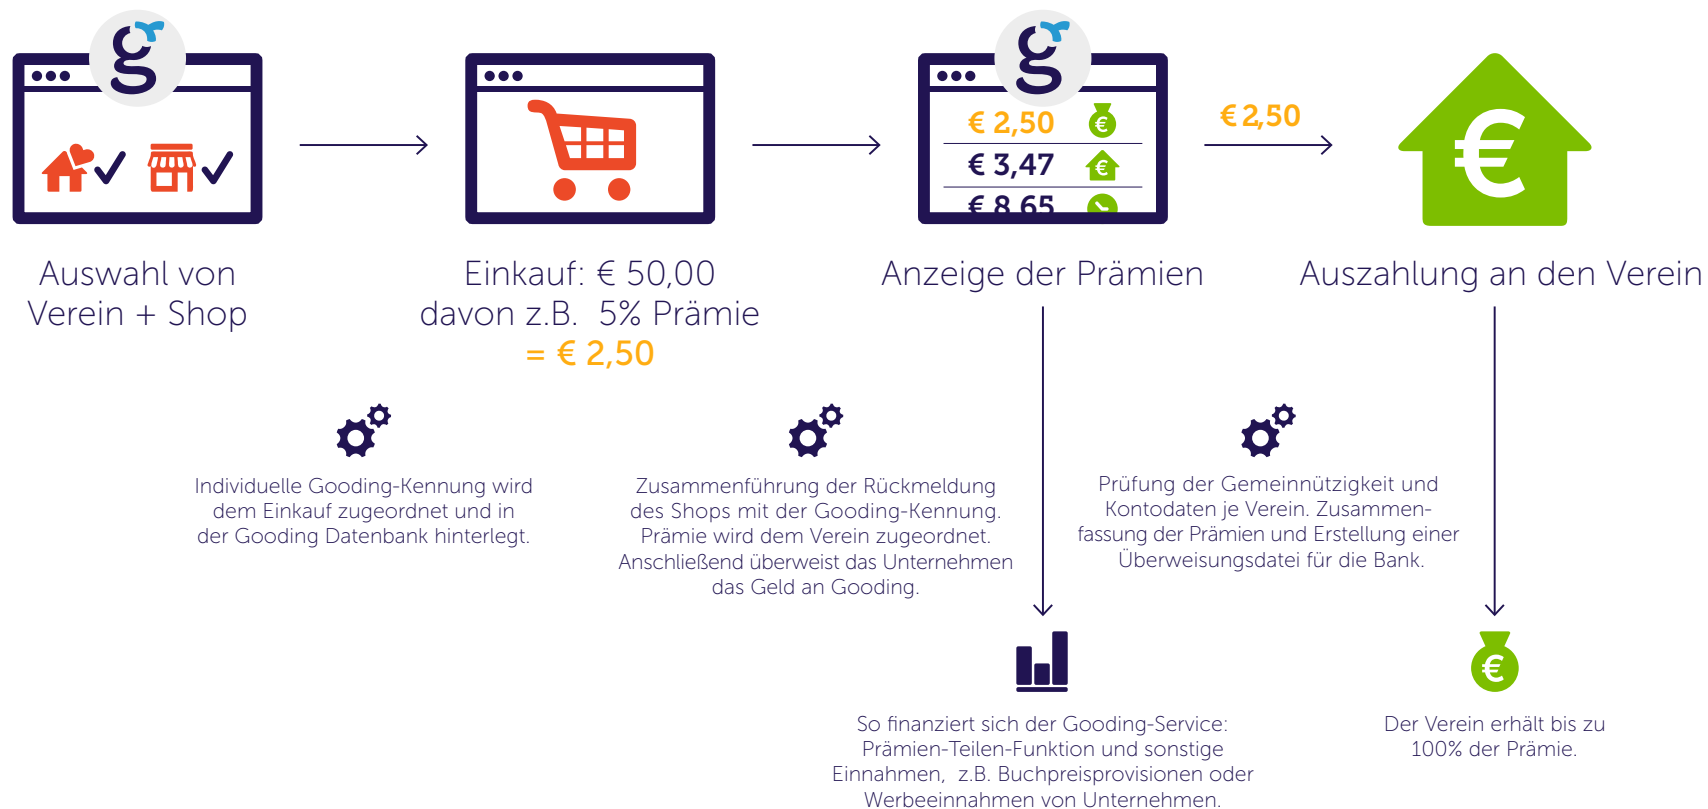 g
g
€ 2,50
€
€ 3,47
€
€ 8,65
€ 2,50
€
Auswahl von
Verein + Shop
Einkauf: € 50,00
davon z.B. 5% Prämie
= € 2,50
Anzeige der Prämien
Auszahlung an den Verein
Individuelle Gooding-Kennung wird
dem Einkauf zugeordnet und in
der Gooding Datenbank hinterlegt.
Zusammenführung der Rückmeldung
des Shops mit der Gooding-Kennung.
Prämie wird dem Verein zugeordnet.
Anschließend überweist das Unternehmen
das Geld an Gooding.
Prüfung der Gemeinnützigkeit und
Kontodaten je Verein. Zusammen-
fassung der Prämien und Erstellung einer
Überweisungsdatei für die Bank.
€
So finanziert sich der Gooding-Service:
Prämien-Teilen-Funktion und sonstige
Einnahmen, z.B. Buchpreisprovisionen oder
Werbeeinnahmen von Unternehmen.
Der Verein erhält bis zu
100% der Prämie.